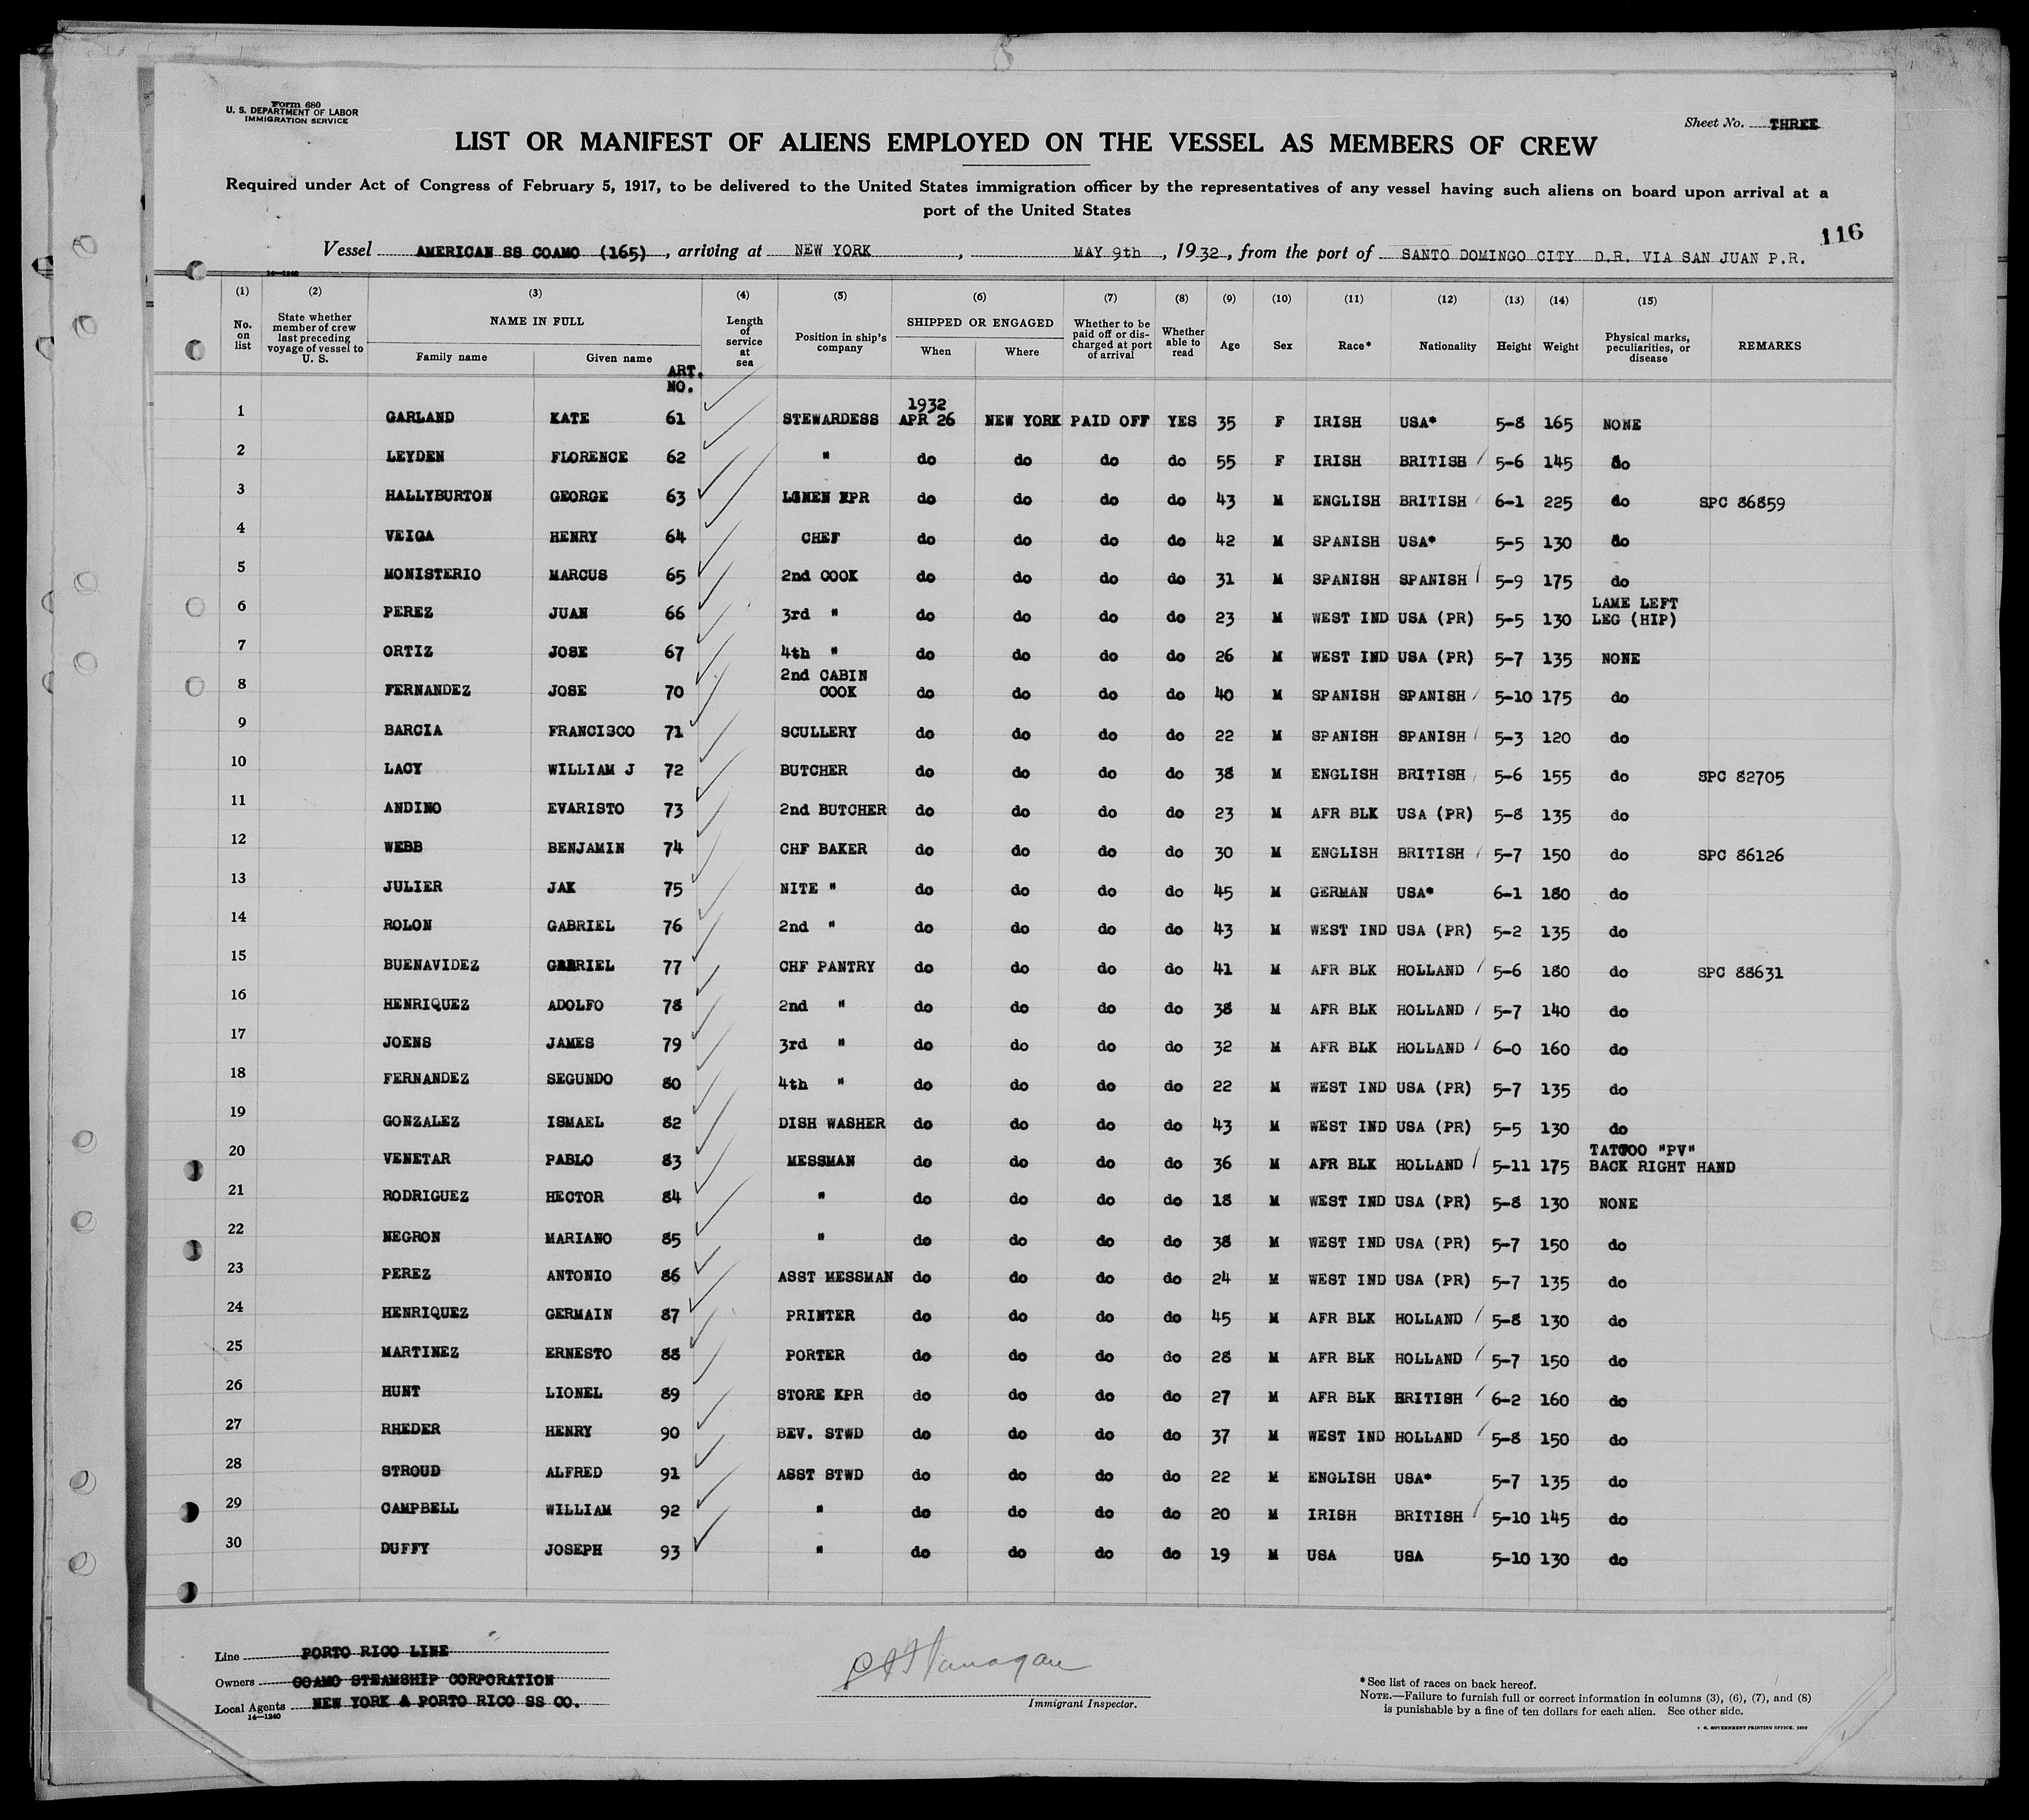 Form 680
U. S. DEPARTMENT OF LABOR
IMMIGRATION SERVICE
Sheet No. THREE
LIST OR MANIFEST OF ALIENS EMPLOYED ON THE VESSEL AS MEMBERS OF CREW
Required under Act of Congress of February 5, 1917, to be delivered to the United States immigration officer by the representatives of any vessel having such aliens on board upon arrival at a
port of the United States
116
Vessel AMERICAN SS COAMO (165), arriving at NEW YORK, MAY 9th, 1932, from the port of SANTO DOMINGO CITY D.R. VIA SAN JUAN P.R.
14-1240
(1) (2) (3) (4) (5) (6) (7) (8) (9) (10) (11) (12) (13) (14) (15)
No. on list State whether member of crew last preceding voyage of vessel to U. S. NAME IN FULL Family name Given name Length of service at sea Position in ship's company SHIPPED OR ENGAGED When Where Whether to be paid off or discharged at port of arrival Whether able to read Age Sex Race* Nationality Height Weight Physical marks, peculiarities, or disease REMARKS
ART. NO.
1932
1 GARLAND KATE 61 STEWARDESS APR 26 NEW YORK PAID OFF YES 35 F IRISH USA* 5-8 165 NONE
2 LEYDEN FLORENCE 62 " do do do do 55 F IRISH BRITISH 5-6 145 do
3 HALLYBURTON GEORGE 63 LINEN KPR do do do do 43 M ENGLISH BRITISH 6-1 225 do SPC 86859
4 VEIGA HENRY 64 CHEF do do do do 42 M SPANISH USA* 5-5 130 do
5 MONISTERIO MARCUS 65 2nd COOK do do do do 31 M SPANISH SPANISH 5-9 175 do
6 PEREZ JUAN 66 3rd " do do do do 23 M WEST IND USA (PR) 5-5 130 LAME LEFT LEG (HIP)
7 ORTIZ JOSE 67 4th " do do do do 26 M WEST IND USA (PR) 5-7 135 NONE
8 FERNANDEZ JOSE 70 2nd CABIN COOK do do do do 40 M SPANISH SPANISH 5-10 175 do
9 BARCIA FRANCISCO 71 SCULLERY do do do do 22 M SPANISH SPANISH 5-3 120 do
10 LACY WILLIAM J 72 BUTCHER do do do do 38 M ENGLISH BRITISH 5-6 155 do SPC 82705
11 ANDINO EVARISTO 73 2nd BUTCHER do do do do 23 M AFR BLK USA (PR) 5-8 135 do
12 WEBB BENJAMIN 74 CHF BAKER do do do do 30 M ENGLISH BRITISH 5-7 150 do SPC 86126
13 JULIER JAK 75 NITE " do do do do 45 M GERMAN USA* 6-1 180 do
14 ROLON GABRIEL 76 2nd " do do do do 43 M WEST IND USA (PR) 5-2 135 do
15 BUENAVIDEZ GABRIEL 77 CHF PANTRY do do do do 41 M AFR BLK HOLLAND 5-6 180 do SPC 88631
16 HENRIQUEZ ADOLFO 78 2nd " do do do do 38 M AFR BLK HOLLAND 5-7 140 do
17 JOENS JAMES 79 3rd " do do do do 32 M AFR BLK HOLLAND 6-0 160 do
18 FERNANDEZ SEGUNDO 80 4th " do do do do 22 M WEST IND USA (PR) 5-7 135 do
19 GONZALEZ ISMAEL 82 DISH WASHER do do do do 43 M WEST IND USA (PR) 5-5 130 do
20 VENETAR PABLO 83 MESSMAN do do do do 36 M AFR BLK HOLLAND 5-11 175 TATTOO "PV" BACK RIGHT HAND
21 RODRIGUEZ HECTOR 84 " do do do do 18 M WEST IND USA (PR) 5-8 130 NONE
22 NEGRON MARIANO 85 " do do do do 38 M WEST IND USA (PR) 5-7 150 do
23 PEREZ ANTONIO 86 ASST MESSMAN do do do do 24 M WEST IND USA (PR) 5-7 135 do
24 HENRIQUEZ GERMAIN 87 PRINTER do do do do 45 M AFR BLK HOLLAND 5-8 130 do
25 MARTINEZ ERNESTO 88 PORTER do do do do 28 M AFR BLK HOLLAND 5-7 150 do
26 HUNT LIONEL 89 STORE KPR do do do do 27 M AFR BLK BRITISH 6-2 160 do
27 RHEDER HENRY 90 BEV. STWD do do do do 37 M WEST IND HOLLAND 5-8 150 do
28 STROUD ALFRED 91 ASST STWD do do do do 22 M ENGLISH USA* 5-7 135 do
29 CAMPBELL WILLIAM 92 " do do do do 20 M IRISH BRITISH 5-10 145 do
30 DUFFY JOSEPH 93 " do do do do 19 M USA USA 5-10 130 do
Line PORTO RICO LINE
Owners COAMO STEAMSHIP CORPORATION
Local Agents NEW YORK & PORTO RICO SS CO.
14-1240
Immigrant Inspector.
*See list of races on back hereof.
NOTE.—Failure to furnish full or correct information in columns (3), (6), (7), and (8)
is punishable by a fine of ten dollars for each alien. See other side.
GOVERNMENT PRINTING OFFICE